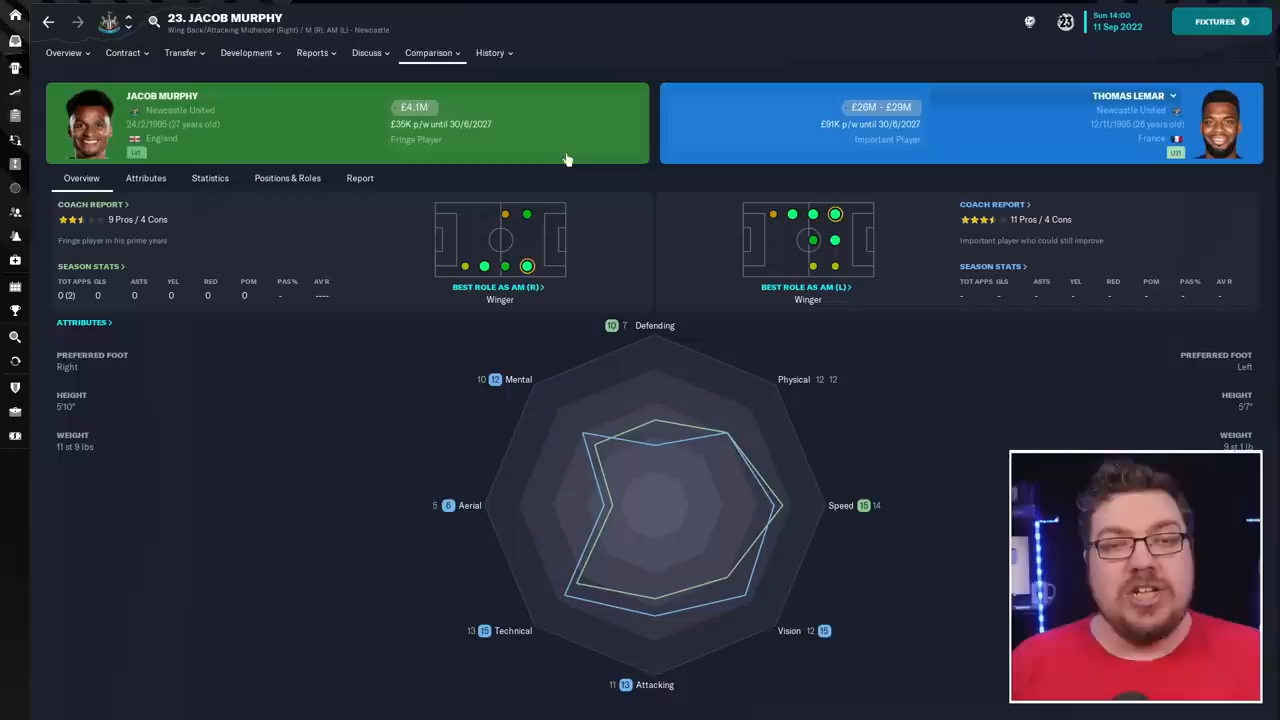 23. JACOB MURPHY
Wing Back/Attacking Midfielder (Right) / M (R), AM (L) - Newcastle
23
Sun 14:00
11 Sep 2022
FIXTURES
Overview
Contract
Transfer
Development
Reports
Discuss
Comparison
History
JACOB MURPHY
Newcastle United
24/2/1995 (27 years old)
England
£4.1M
£35K p/w until 30/6/2027
Fringe Player
£26M - £29M
£91K p/w until 30/6/2027
Important Player
THOMAS LEMAR
Newcastle United
12/11/1995 (26 years old)
France
U21
Overview
Attributes
Statistics
Positions & Roles
Report
COACH REPORT >
9 Pros / 4 Cons
Fringe player in his prime years
SEASON STATS >
TOT APPS GLS ASTS YEL RED POM PAS% AV R
0 (2) 0 0 0 0 0 - ----
BEST ROLE AS AM (R) >
Winger
BEST ROLE AS AM (L) >
Winger
COACH REPORT >
11 Pros / 4 Cons
Important player who could still improve
SEASON STATS >
TOT APPS GLS ASTS YEL RED POM PAS% AV R
- - - - - - - -
ATTRIBUTES >
PREFERRED FOOT
Right
HEIGHT
5'10"
WEIGHT
11 st 9 lbs
10 7 Defending
10 12 Mental
Physical 12 12
5 6 Aerial
Speed 15 14
13 15 Technical
Vision 12 15
11 13 Attacking
PREFERRED FOOT
Left
HEIGHT
5'7"
WEIGHT
9 st 1 lb